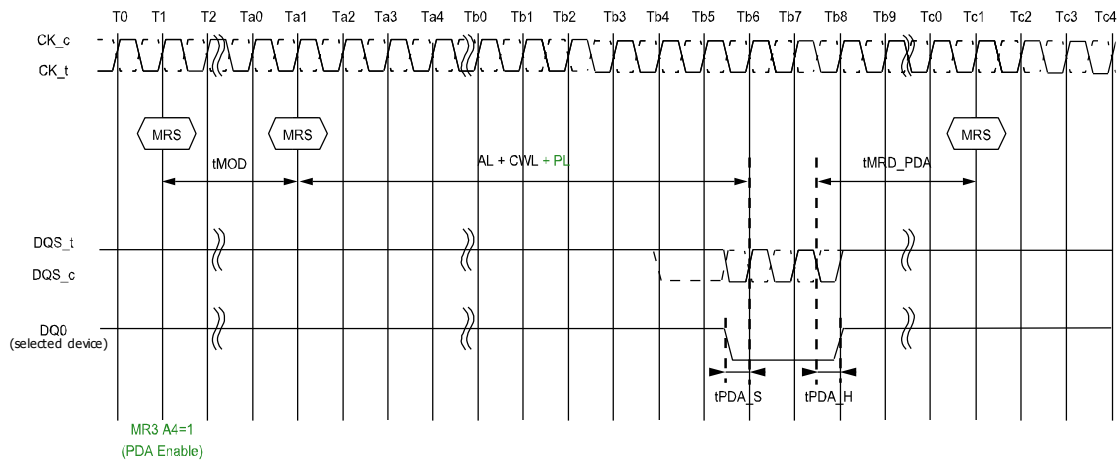 T0 T1 T2 Ta0 Ta1 Ta2 Ta3 Ta4 Tb0 Tb1 Tb2 Tb3 Tb4 Tb5 Tb6 Tb7 Tb8 Tb9 Tc0 Tc1 Tc2 Tc3 Tc4
CK_c
CK_t
MRS MRS MRS
tMOD AL + CWL + PL tMRD_PDA
DQS_t
DQS_c
DQ0
(selected device)
tPDA_S tPDA_H
MR3 A4=1
(PDA Enable)